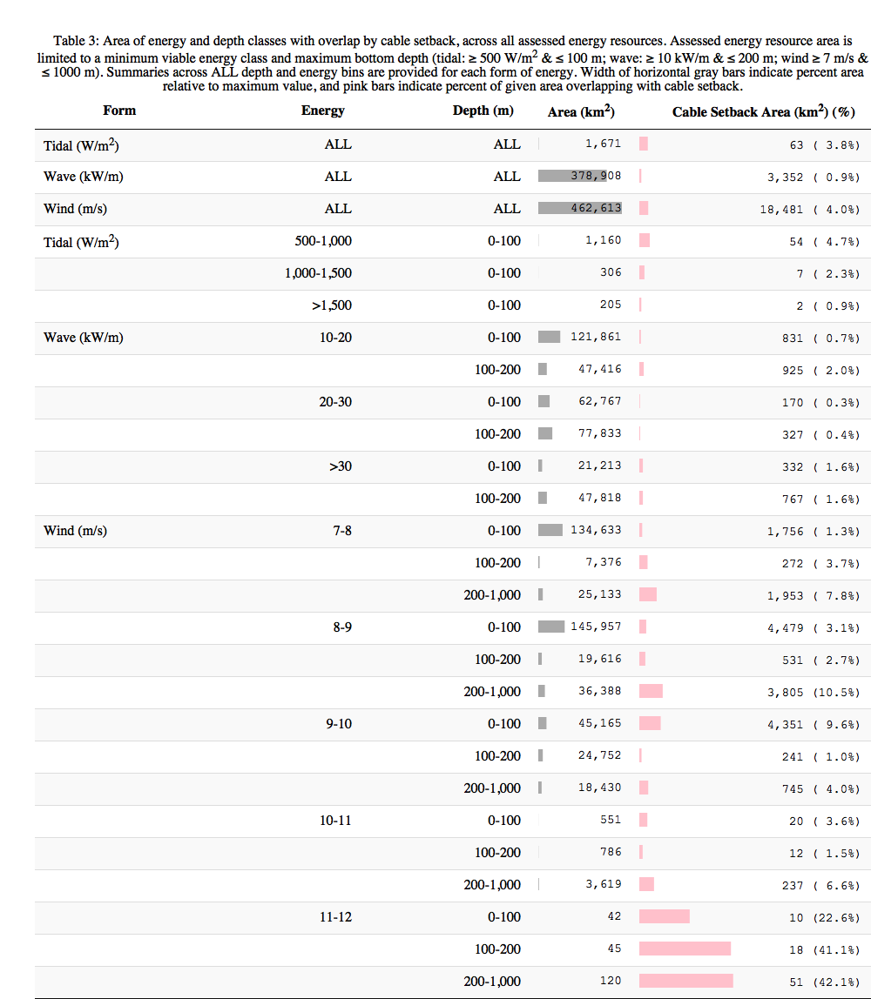 Table 3: Area of energy and depth classes with overlap by cable setback, across all assessed energy resources. Assessed energy resource area is
limited to a minimum viable energy class and maximum bottom depth (tidal: ≥ 500 W/m² & ≤ 100 m; wave: ≥ 10 kW/m & ≤ 200 m; wind ≥ 7 m/s &
≤ 1000 m). Summaries across ALL depth and energy bins are provided for each form of energy. Width of horizontal gray bars indicate percent area
relative to maximum value, and pink bars indicate percent of given area overlapping with cable setback.
Form Energy Depth (m) Area (km²) Cable Setback Area (km²) (%)
Tidal (W/m²) ALL ALL 1,671 63 ( 3.8%)
Wave (kW/m) ALL ALL 378,908 3,352 ( 0.9%)
Wind (m/s) ALL ALL 462,613 18,481 ( 4.0%)
Tidal (W/m²) 500-1,000 0-100 1,160 54 ( 4.7%)
1,000-1,500 0-100 306 7 ( 2.3%)
>1,500 0-100 205 2 ( 0.9%)
Wave (kW/m) 10-20 0-100 121,861 831 ( 0.7%)
100-200 47,416 925 ( 2.0%)
20-30 0-100 62,767 170 ( 0.3%)
100-200 77,833 327 ( 0.4%)
>30 0-100 21,213 332 ( 1.6%)
100-200 47,818 767 ( 1.6%)
Wind (m/s) 7-8 0-100 134,633 1,756 ( 1.3%)
100-200 7,376 272 ( 3.7%)
200-1,000 25,133 1,953 ( 7.8%)
8-9 0-100 145,957 4,479 ( 3.1%)
100-200 19,616 531 ( 2.7%)
200-1,000 36,388 3,805 (10.5%)
9-10 0-100 45,165 4,351 ( 9.6%)
100-200 24,752 241 ( 1.0%)
200-1,000 18,430 745 ( 4.0%)
10-11 0-100 551 20 ( 3.6%)
100-200 786 12 ( 1.5%)
200-1,000 3,619 237 ( 6.6%)
11-12 0-100 42 10 (22.6%)
100-200 45 18 (41.1%)
200-1,000 120 51 (42.1%)